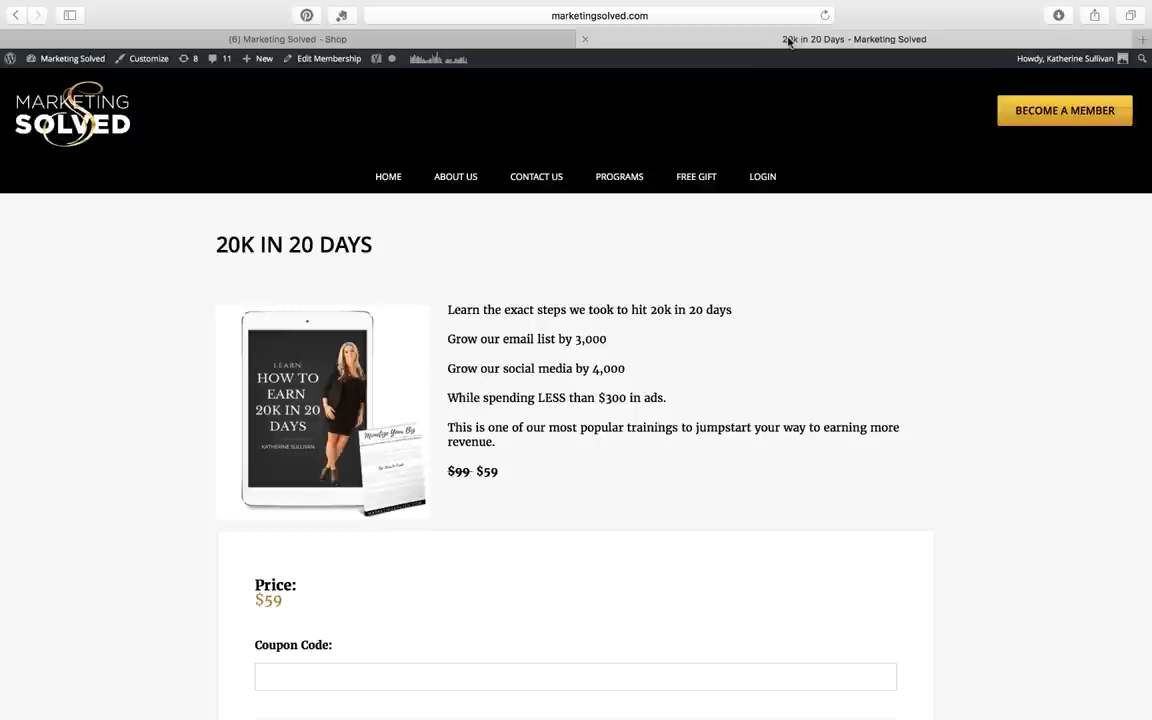 marketingsolved.com
(6) Marketing Solved - Shop
20k in 20 Days - Marketing Solved
Marketing Solved
Customize
8
11
New
Edit Membership
Howdy, Katherine Sullivan
MARKETING
SOLVED
BECOME A MEMBER
HOME
ABOUT US
CONTACT US
PROGRAMS
FREE GIFT
LOGIN
20K IN 20 DAYS
LEARN
HOW TO
EARN
20K IN 20
DAYS
KATHERINE SULLIVAN
Monetize Your Biz
Learn the exact steps we took to hit 20k in 20 days
Grow our email list by 3,000
Grow our social media by 4,000
While spending LESS than $300 in ads.
This is one of our most popular trainings to jumpstart your way to earning more
revenue.
$99 $59
Price:
$59
Coupon Code: